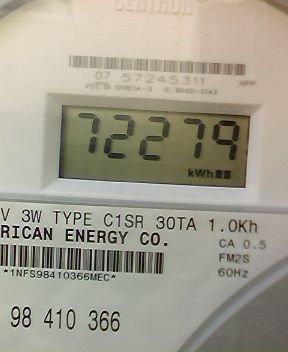 CENTRON
07 57245311
72279
kWh
V 3W TYPE C1SR 30TA 1.0Kh
RICAN ENERGY CO.
CA 0.5
FM2S
60Hz
*1NFS98410366MEC*
98 410 366